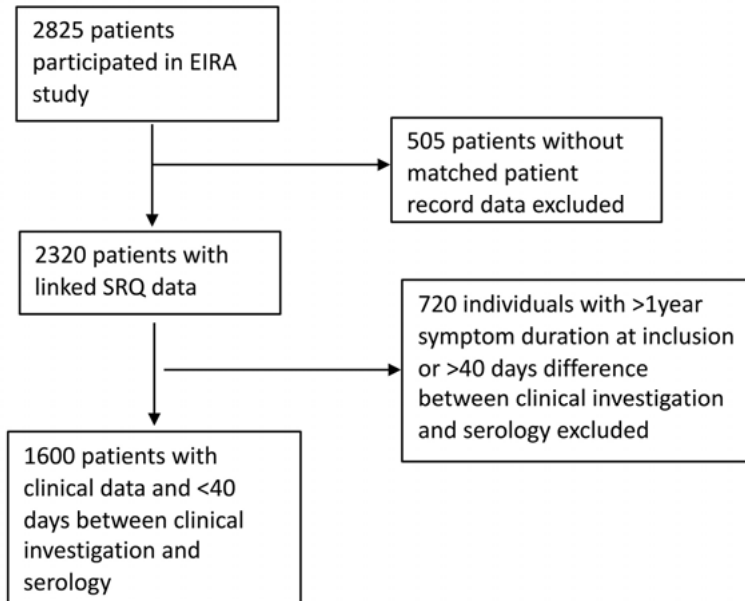 2825 patients
participated in EIRA
study
505 patients without
matched patient
record data excluded
2320 patients with
linked SRQ data
720 individuals with >1year
symptom duration at inclusion
or >40 days difference
between clinical investigation
and serology excluded
1600 patients with
clinical data and <40
days between clinical
investigation and
serology